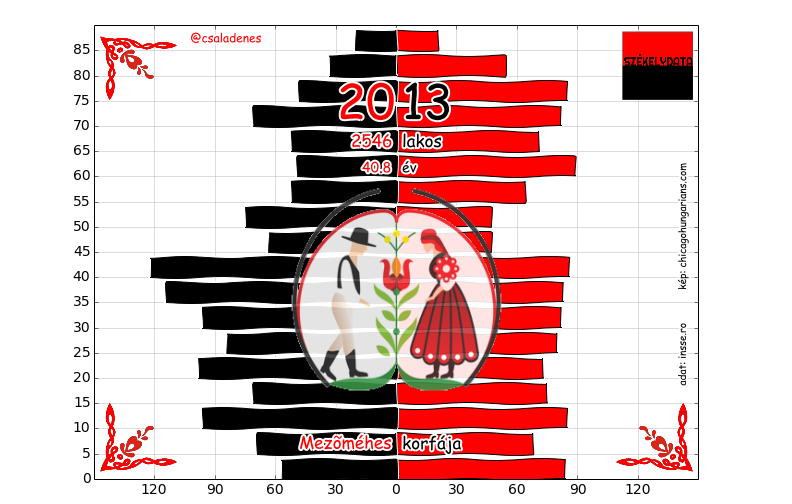 @csaladenes
SZÉKELYDATA
2013
2546 lakos
40.8 év
kép: chicagohungarians.com
adat: insse.ro
Mezőméhes korfája
85
80
75
70
65
60
55
50
45
40
35
30
25
20
15
10
5
0
120 90 60 30 0 30 60 90 120